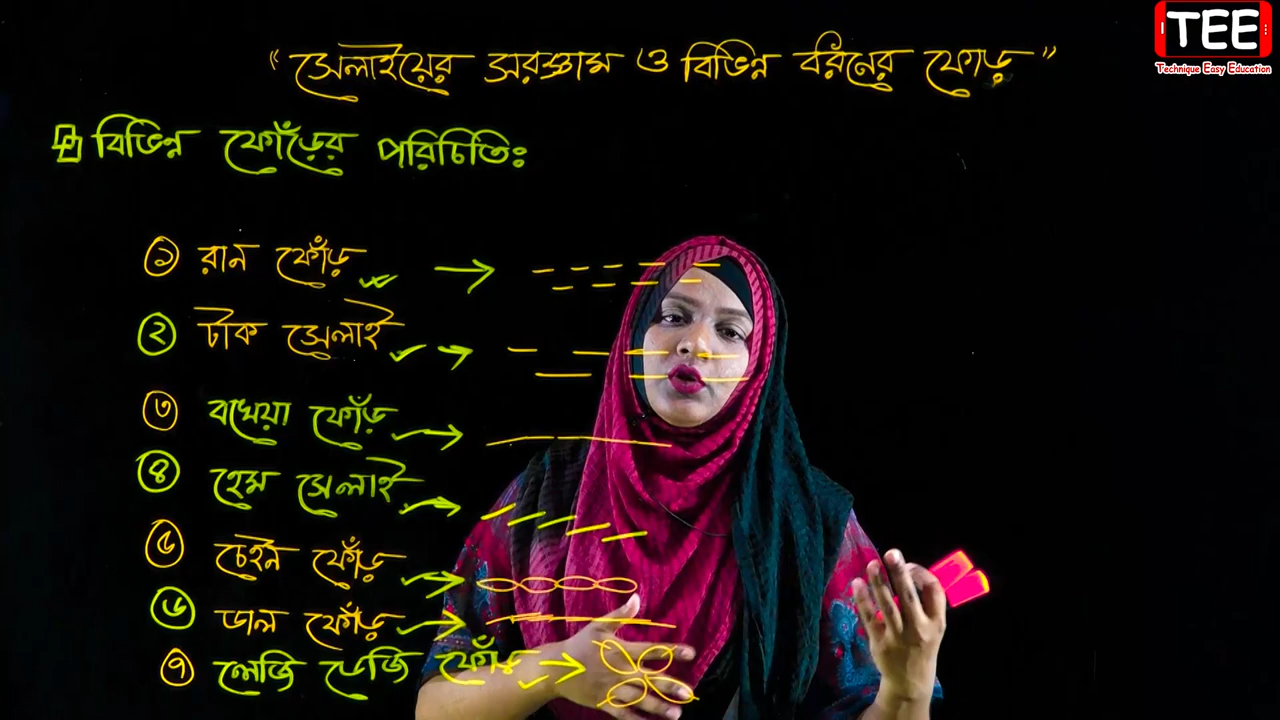 TEE
Technique Easy Education
"সেলাইয়ের সরঞ্জাম ও বিভিন্ন ধরনের ফোড়"
বিভিন্ন ফোঁড়ের পরিচিতিঃ
১ রান ফোঁড়
২ টাক সেলাই
৩ বখেয়া ফোঁড়
৪ হেম সেলাই
৫ চেইন ফোঁড়
৬ ডাল ফোঁড়
৭ লেজি ডেজি ফোঁড়